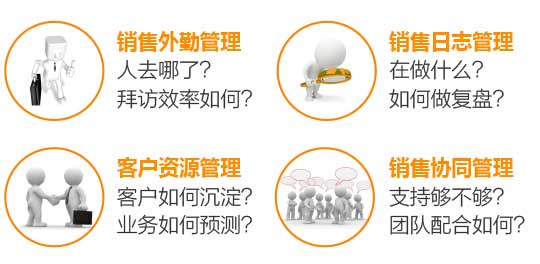 销售外勤管理
人去哪了?
拜访效率如何?
销售日志管理
在做什么?
如何做复盘?
客户资源管理
客户如何沉淀?
业务如何预测?
销售协同管理
支持够不够?
团队配合如何?